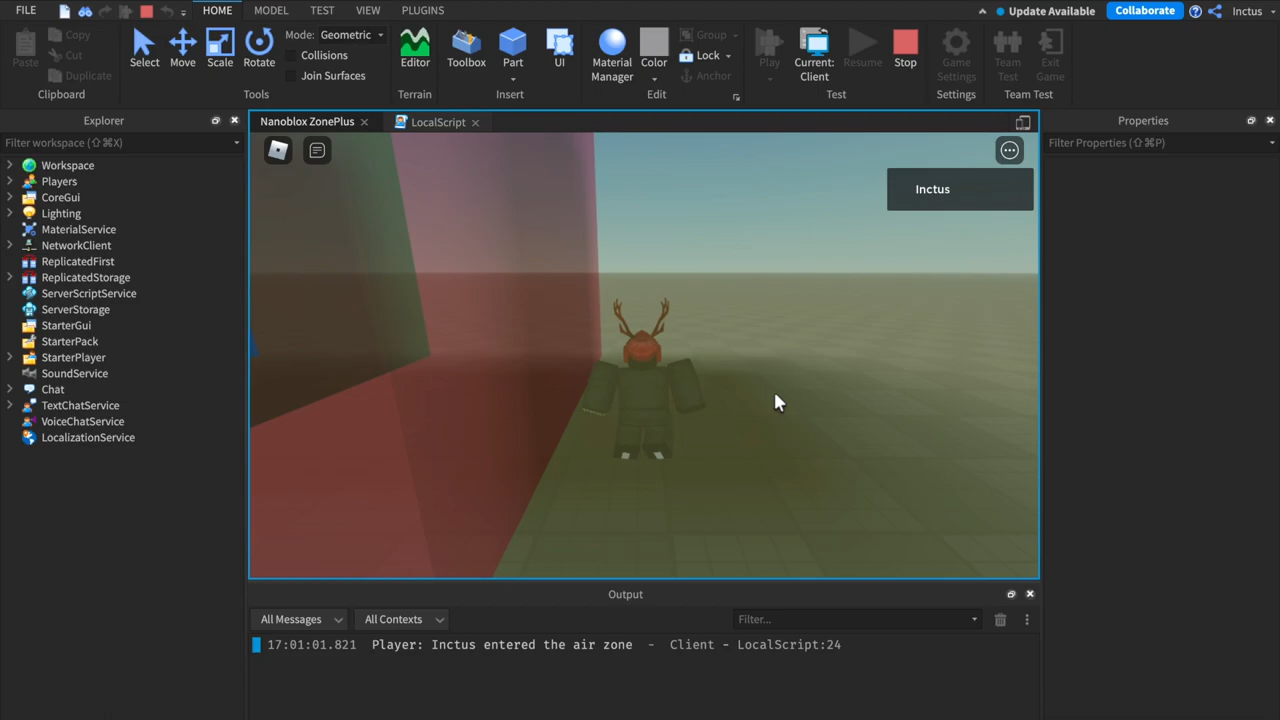 FILE HOME MODEL TEST VIEW PLUGINS Update Available Collaborate Inctus
Paste Copy Cut Duplicate
Clipboard
Select Move Scale Rotate
Mode: Geometric
Collisions
Join Surfaces
Tools
Editor
Terrain
Toolbox Part UI
Insert
Material Manager Color Group Lock Anchor
Edit
Play Current: Client Resume Stop
Test
Game Settings
Settings
Team Test Exit Game
Team Test
Explorer
Filter workspace (⇧⌘X)
Workspace
Players
CoreGui
Lighting
MaterialService
NetworkClient
ReplicatedFirst
ReplicatedStorage
ServerScriptService
ServerStorage
StarterGui
StarterPack
StarterPlayer
SoundService
Chat
TextChatService
VoiceChatService
LocalizationService
Nanoblox ZonePlus LocalScript
Inctus
Properties
Filter Properties (⇧⌘P)
Output
All Messages All Contexts Filter...
17:01:01.821 Player: Inctus entered the air zone - Client - LocalScript:24